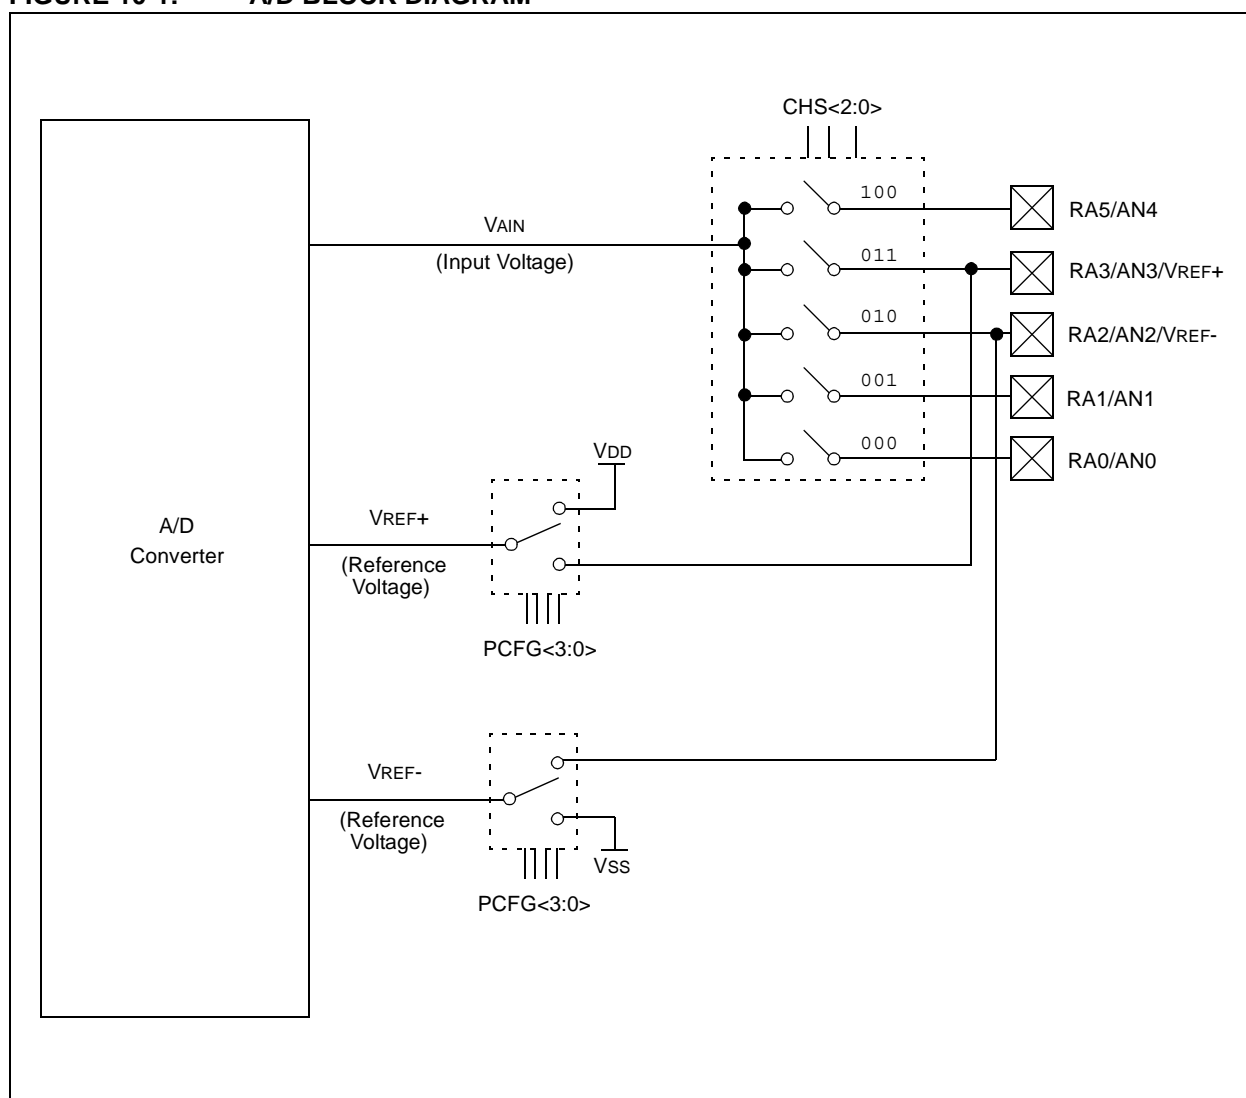 A/D BLOCK DIAGRAM
CHS<2:0>
100
RA5/AN4
VAIN
(Input Voltage)
011
RA3/AN3/VREF+
010
RA2/AN2/VREF-
001
RA1/AN1
000
RA0/AN0
VDD
A/D
Converter
VREF+
(Reference
Voltage)
PCFG<3:0>
VREF-
(Reference
Voltage)
VSS
PCFG<3:0>